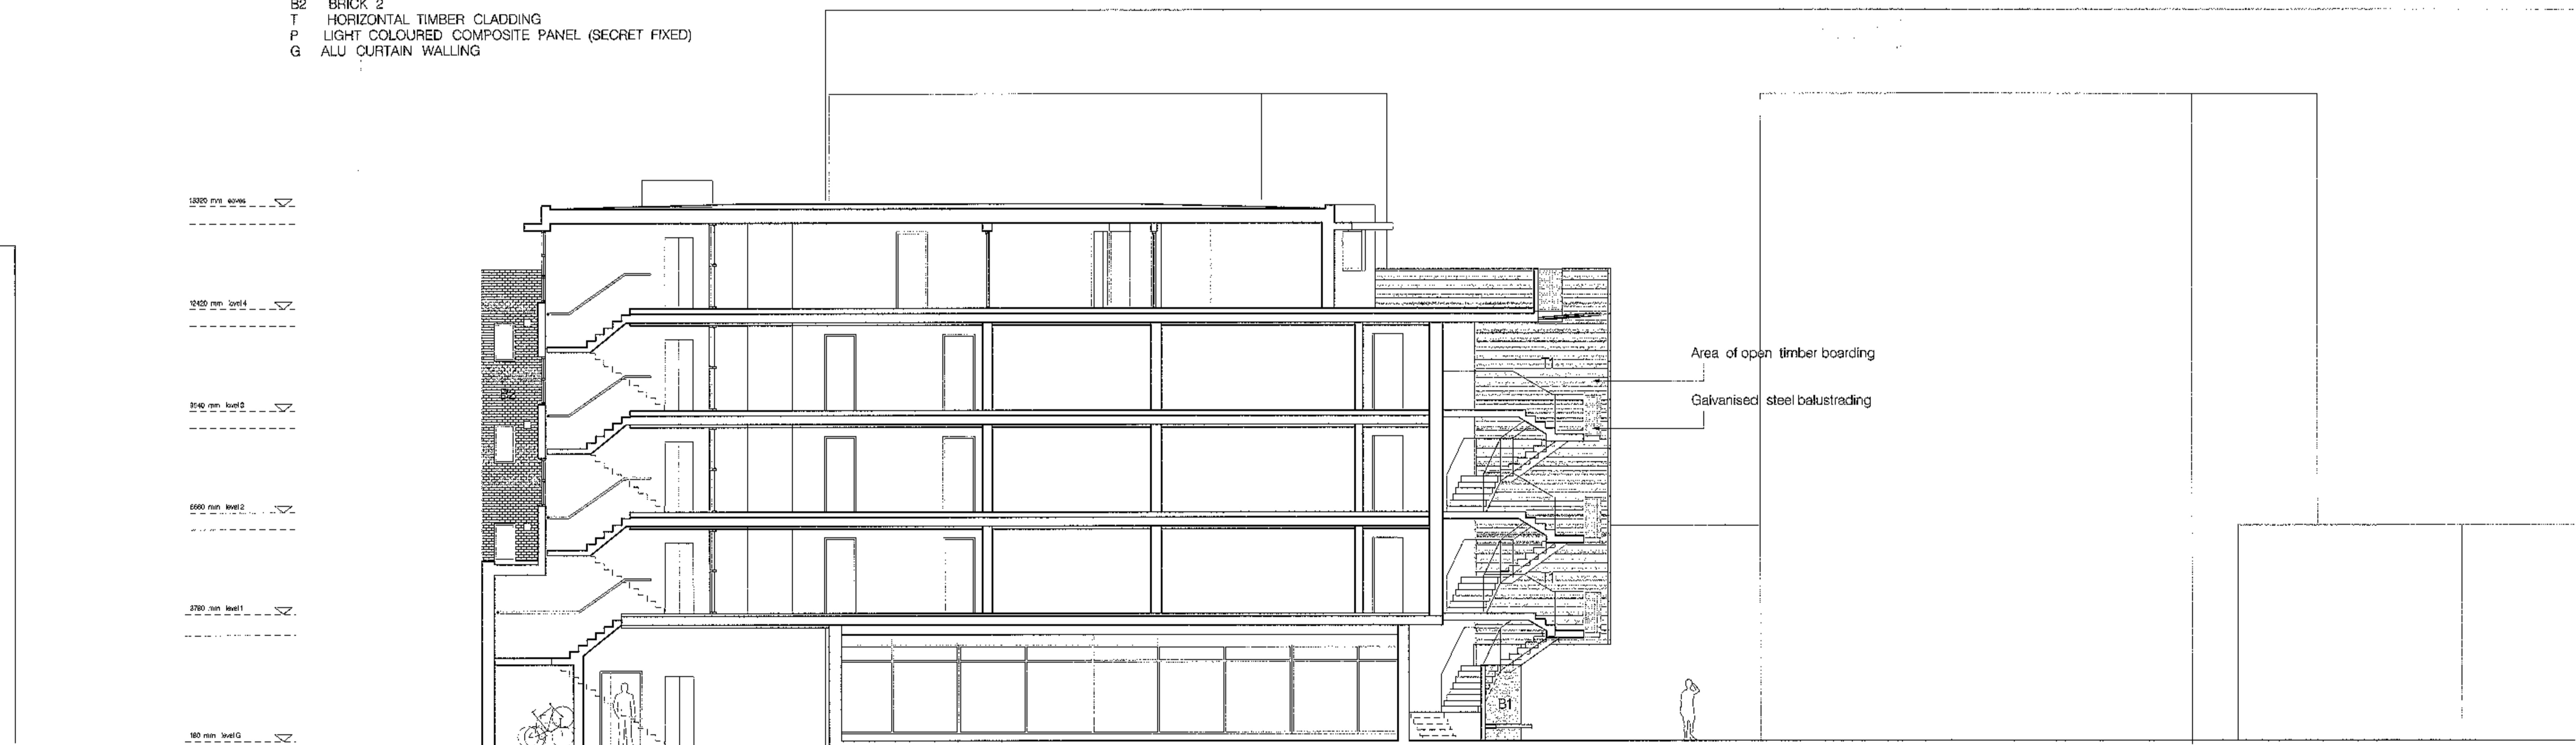 B2 BRICK 2
T HORIZONTAL TIMBER CLADDING
P LIGHT COLOURED COMPOSITE PANEL (SECRET FIXED)
G ALU CURTAIN WALLING
mm eaves
12420 mm level 4
Area of open timber boarding
B2
9540 mm level 3
Galvanised steel balustrading
6660 mm level 2
3780 mm level 1
B1
180 mm level G